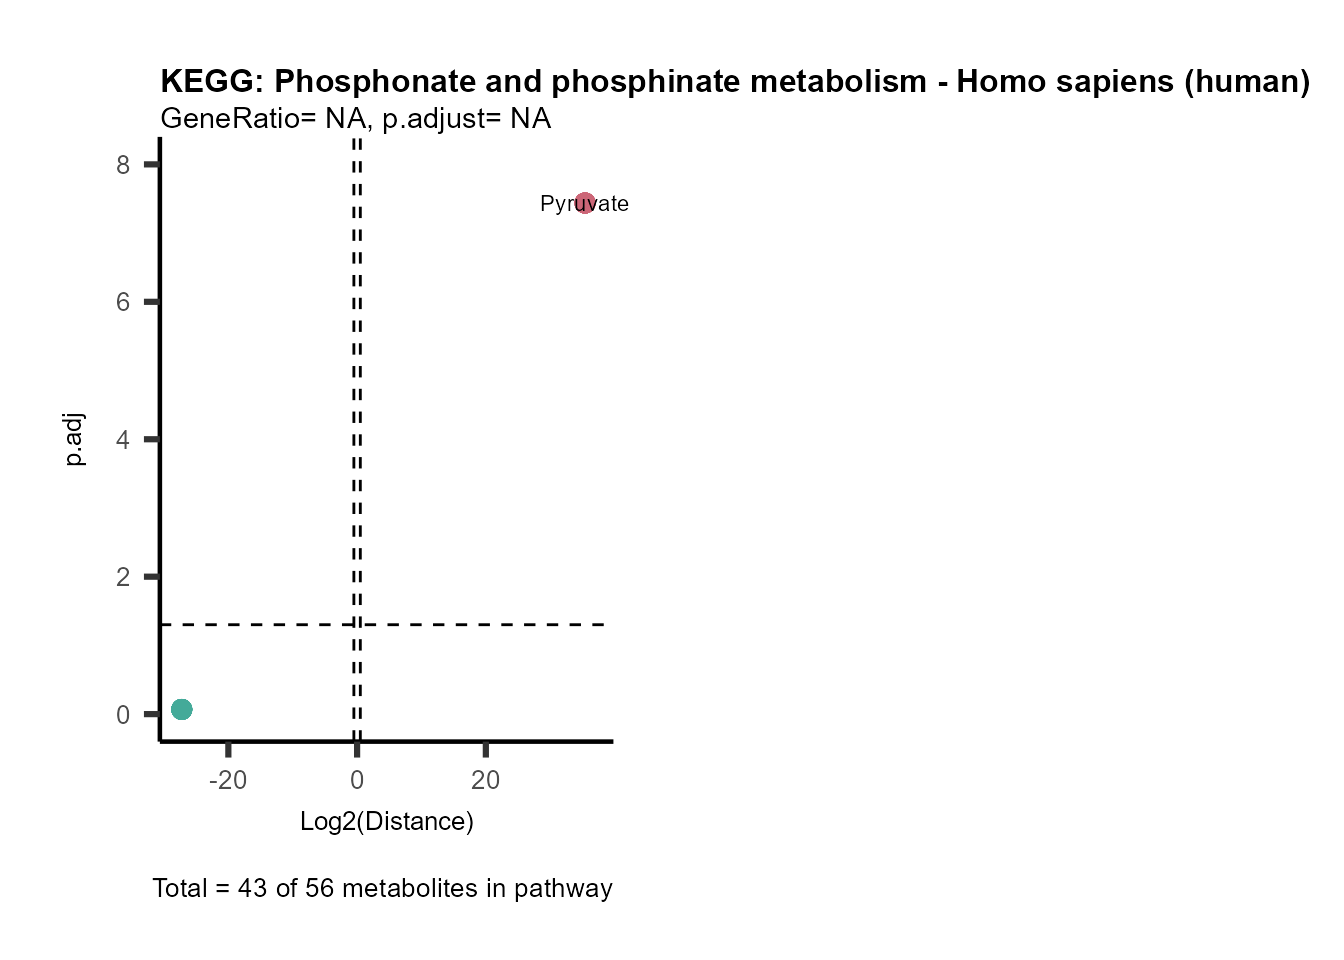 KEGG: Phosphonate and phosphinate metabolism - Homo sapiens (human)
GeneRatio= NA, p.adjust= NA
8
Pyruvate
6
4
p.adj
2
0
-20 0 20
Log2(Distance)
Total = 43 of 56 metabolites in pathway